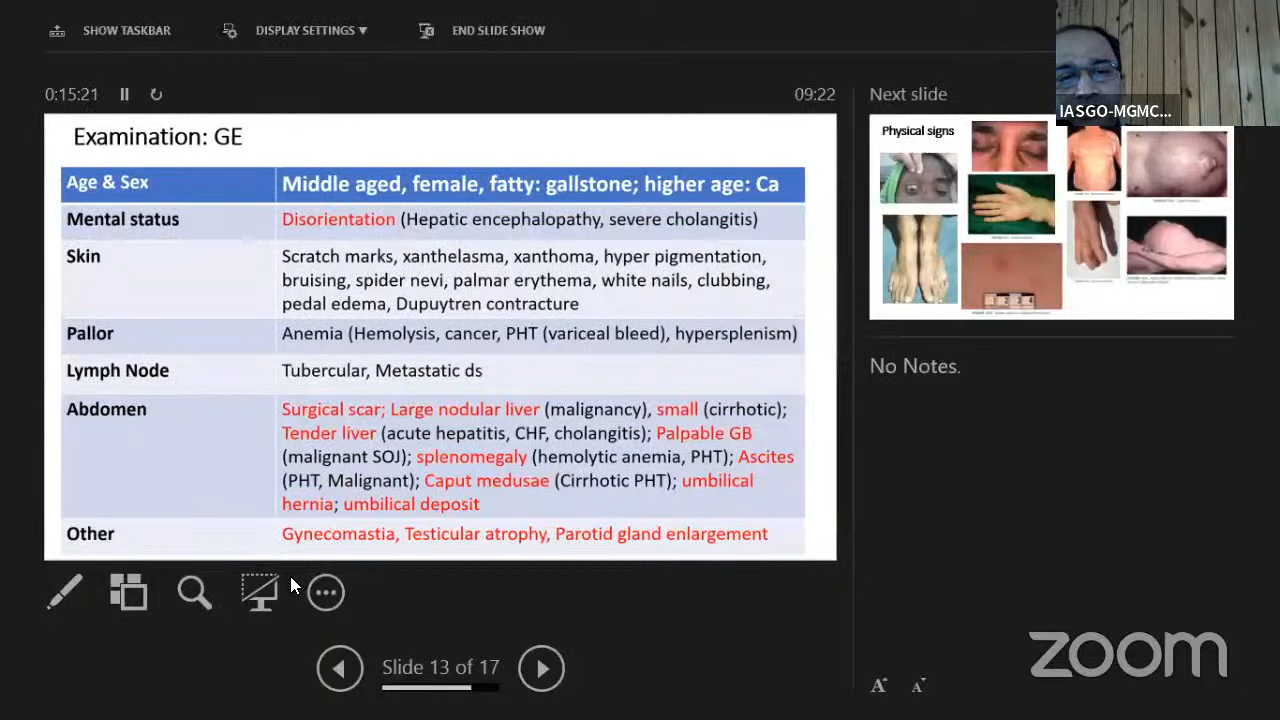 SHOW TASKBAR DISPLAY SETTINGS ▼ END SLIDE SHOW
IASGO-MGMC...
0:15:21 09:22
Next slide
Examination: GE
Age & Sex Middle aged, female, fatty: gallstone; higher age: Ca
Mental status Disorientation (Hepatic encephalopathy, severe cholangitis)
Skin Scratch marks, xanthelasma, xanthoma, hyper pigmentation,
bruising, spider nevi, palmar erythema, white nails, clubbing,
pedal edema, Dupuytren contracture
Pallor Anemia (Hemolysis, cancer, PHT (variceal bleed), hypersplenism)
Lymph Node Tubercular, Metastatic ds
Abdomen Surgical scar; Large nodular liver (malignancy), small (cirrhotic);
Tender liver (acute hepatitis, CHF, cholangitis); Palpable GB
(malignant SOJ); splenomegaly (hemolytic anemia, PHT); Ascites
(PHT, Malignant); Caput medusae (Cirrhotic PHT); umbilical
hernia; umbilical deposit
Other Gynecomastia, Testicular atrophy, Parotid gland enlargement
Physical signs
No Notes.
Slide 13 of 17
A A
zoom